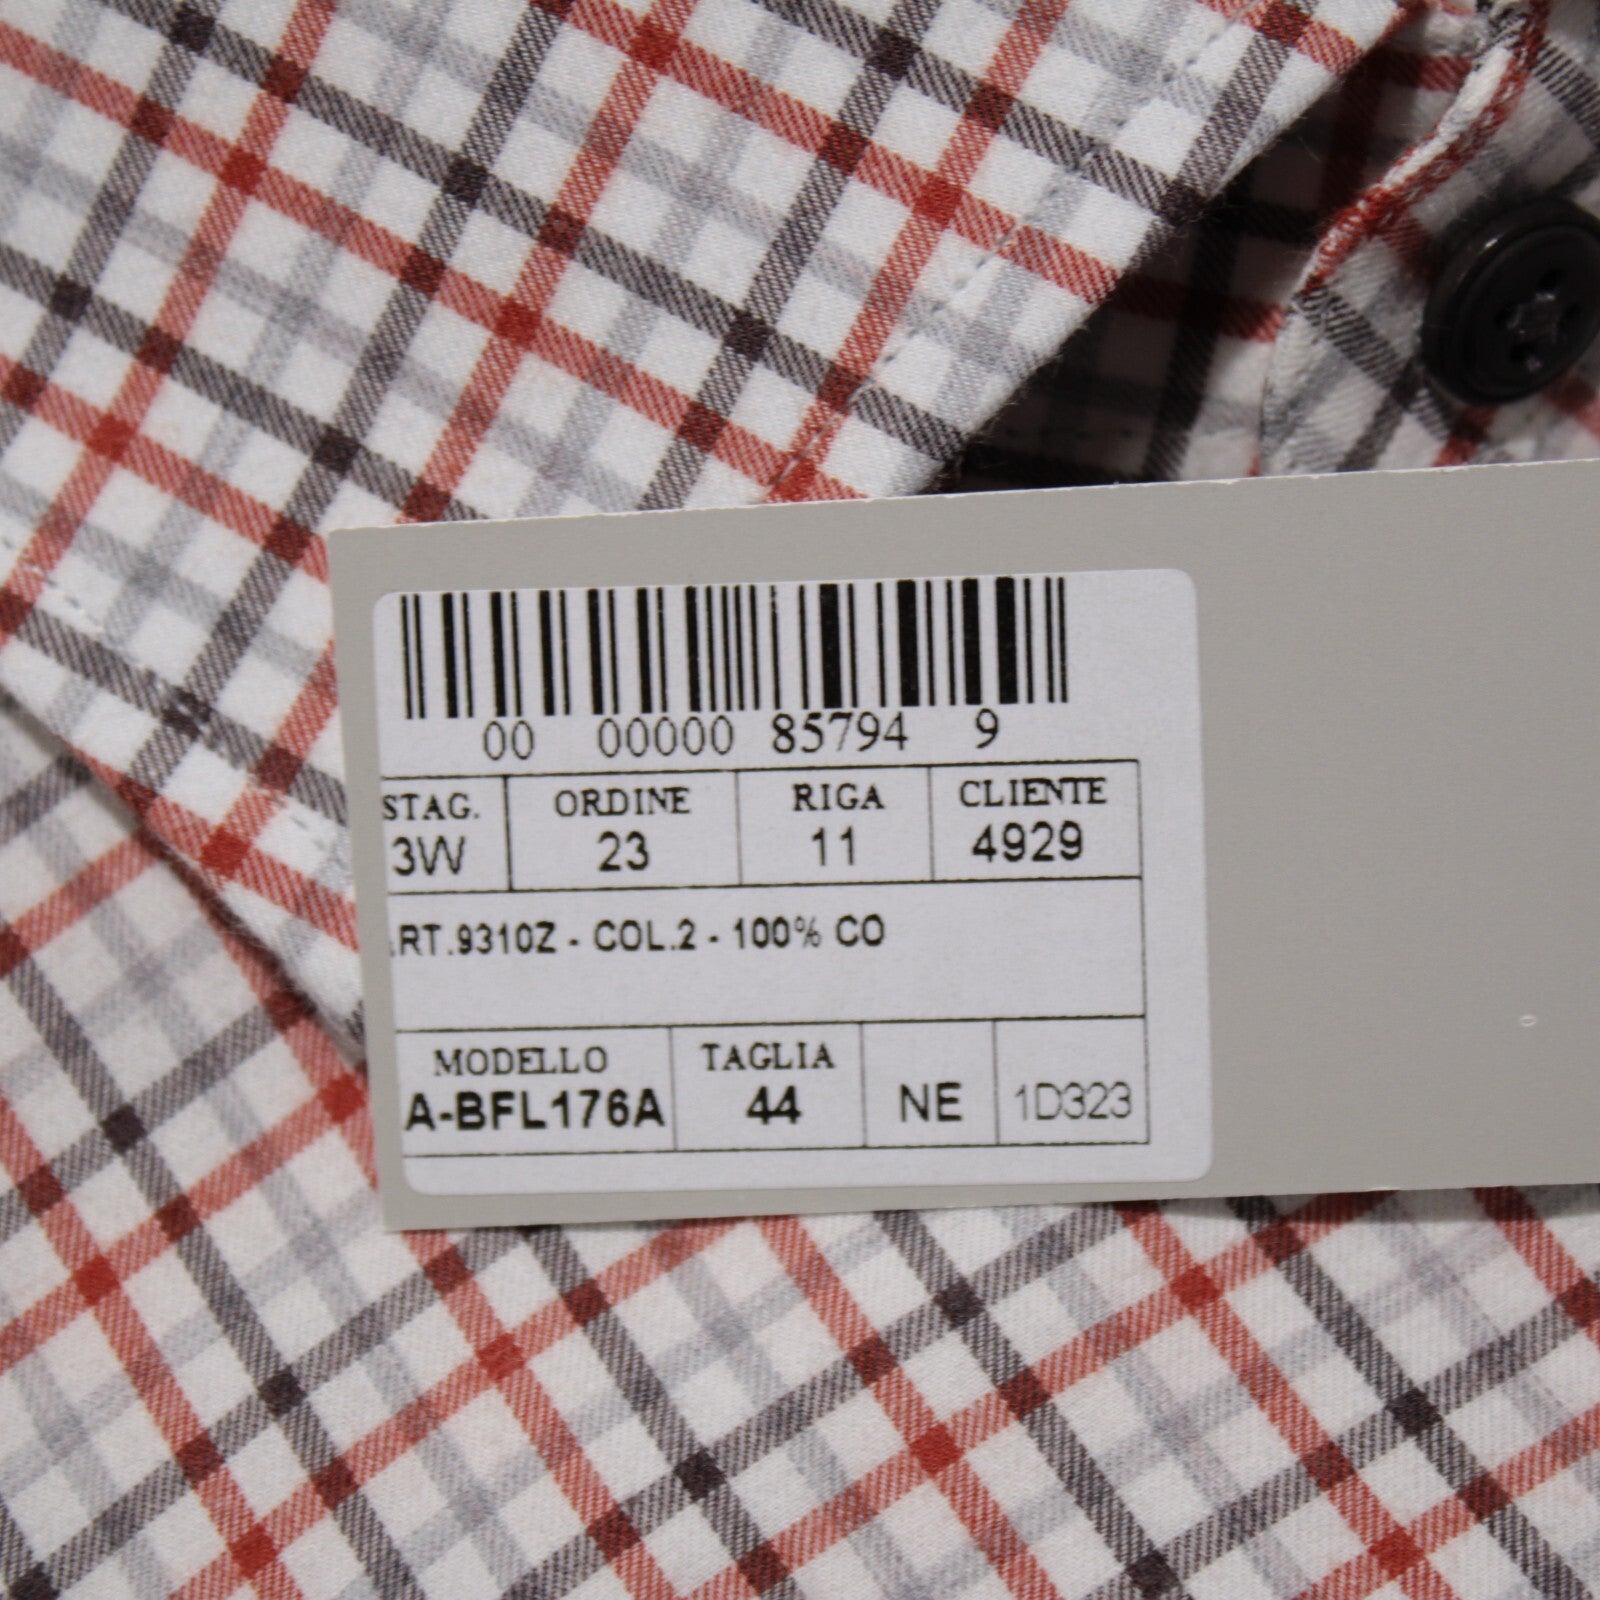 00 00000 85794 9
STAG. ORDINE RIGA CLIENTE
3W 23 11 4929
RT.9310Z - COL.2 - 100% CO
MODELLO TAGLIA
A-BFL176A 44 NE 1D323